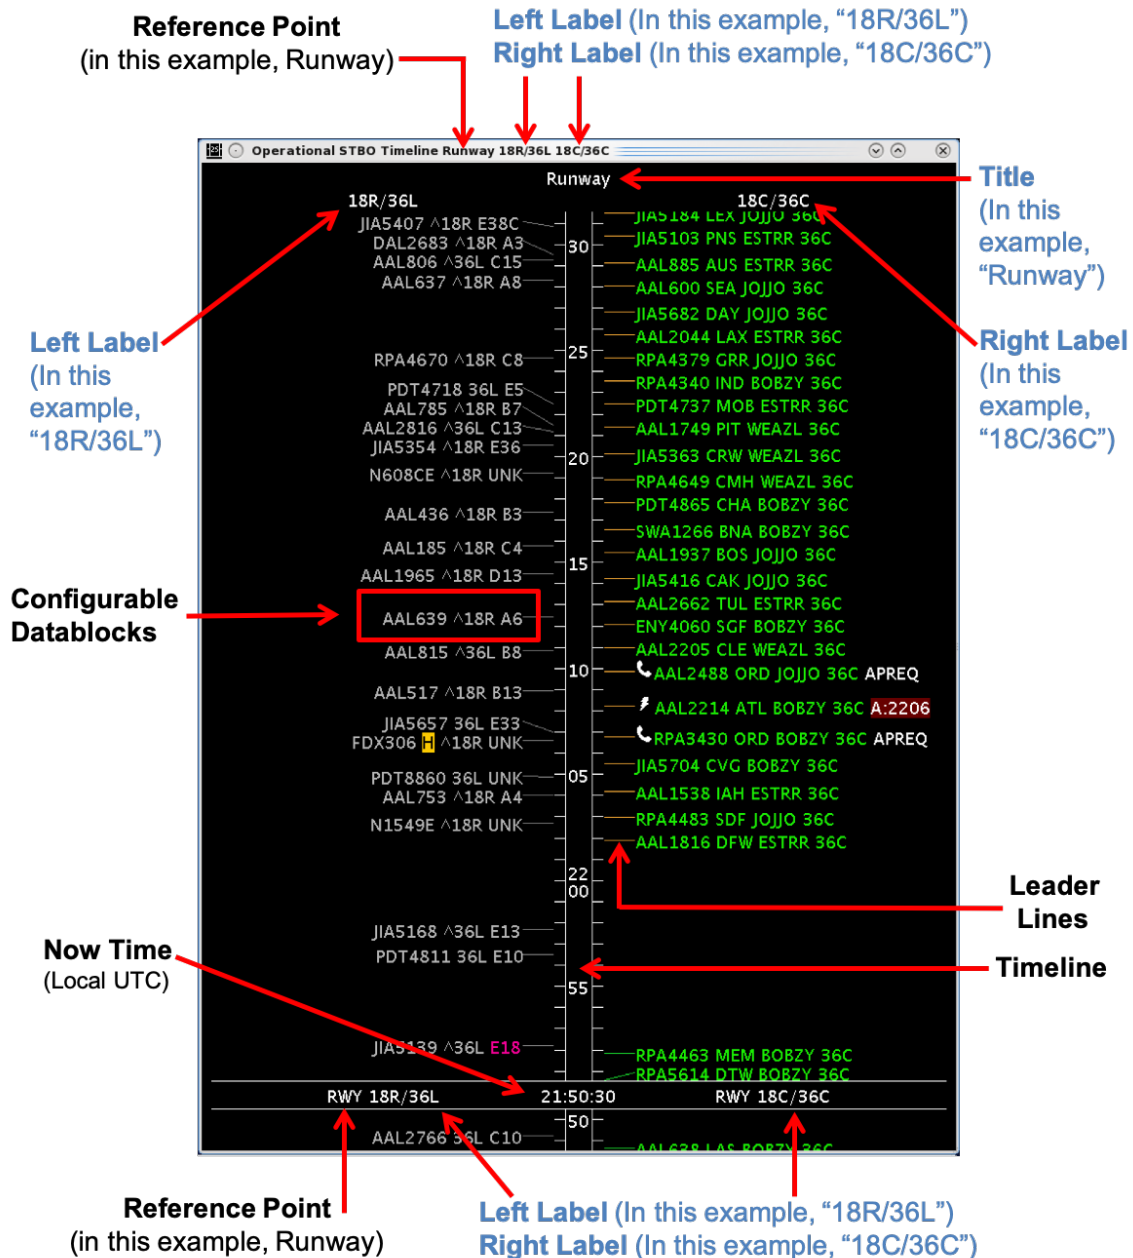 Reference Point
(in this example, Runway)
Left Label (In this example, “18R/36L”)
Right Label (In this example, “18C/36C”)
Operational STBO Timeline Runway 18R/36L 18C/36C
Runway
18R/36L
18C/36C
Title
(In this
example,
“Runway”)
Left Label
(In this
example,
“18R/36L”)
Right Label
(In this
example,
“18C/36C”)
Configurable
Datablocks
Now Time
(Local UTC)
Leader
Lines
Timeline
JIA5407 ^18R E38C
DAL2683 ^18R A3
AAL806 ^36L C15
AAL637 ^18R A8
RPA4670 ^18R C8
PDT4718 36L E5
AAL785 ^18R B7
AAL2816 ^36L C13
JIA5354 ^18R E36
N608CE ^18R UNK
AAL436 ^18R B3
AAL185 ^18R C4
AAL1965 ^18R D13
AAL639 ^18R A6
AAL815 ^36L B8
AAL517 ^18R B13
JIA5657 36L E33
FDX306 H ^18R UNK
PDT8860 36L UNK
AAL753 ^18R A4
N1549E ^18R UNK
JIA5168 ^36L E13
PDT4811 36L E10
JIA5139 ^36L E18
30
25
20
15
10
05
22
00
55
JIA5184 LEX JOJJO 36C
JIA5103 PNS ESTRR 36C
AAL885 AUS ESTRR 36C
AAL600 SEA JOJJO 36C
JIA5682 DAY JOJJO 36C
AAL2044 LAX ESTRR 36C
RPA4379 GRR JOJJO 36C
RPA4340 IND BOBZY 36C
PDT4737 MOB ESTRR 36C
AAL1749 PIT WEAZL 36C
JIA5363 CRW WEAZL 36C
RPA4649 CMH WEAZL 36C
PDT4865 CHA BOBZY 36C
SWA1266 BNA BOBZY 36C
AAL1937 BOS JOJJO 36C
JIA5416 CAK JOJJO 36C
AAL2662 TUL ESTRR 36C
ENY4060 SGF BOBZY 36C
AAL2205 CLE WEAZL 36C
AAL2488 ORD JOJJO 36C APREQ
AAL2214 ATL BOBZY 36C A:2206
RPA3430 ORD BOBZY 36C APREQ
JIA5704 CVG BOBZY 36C
AAL1538 IAH ESTRR 36C
RPA4483 SDF JOJJO 36C
AAL1816 DFW ESTRR 36C
RPA4463 MEM BOBZY 36C
RPA5614 DTW BOBZY 36C
RWY 18R/36L
21:50:30
RWY 18C/36C
AAL2766 36L C10
50
AAL638 LAS BOBZY 36C
Reference Point
(in this example, Runway)
Left Label (In this example, “18R/36L”)
Right Label (In this example, “18C/36C”)